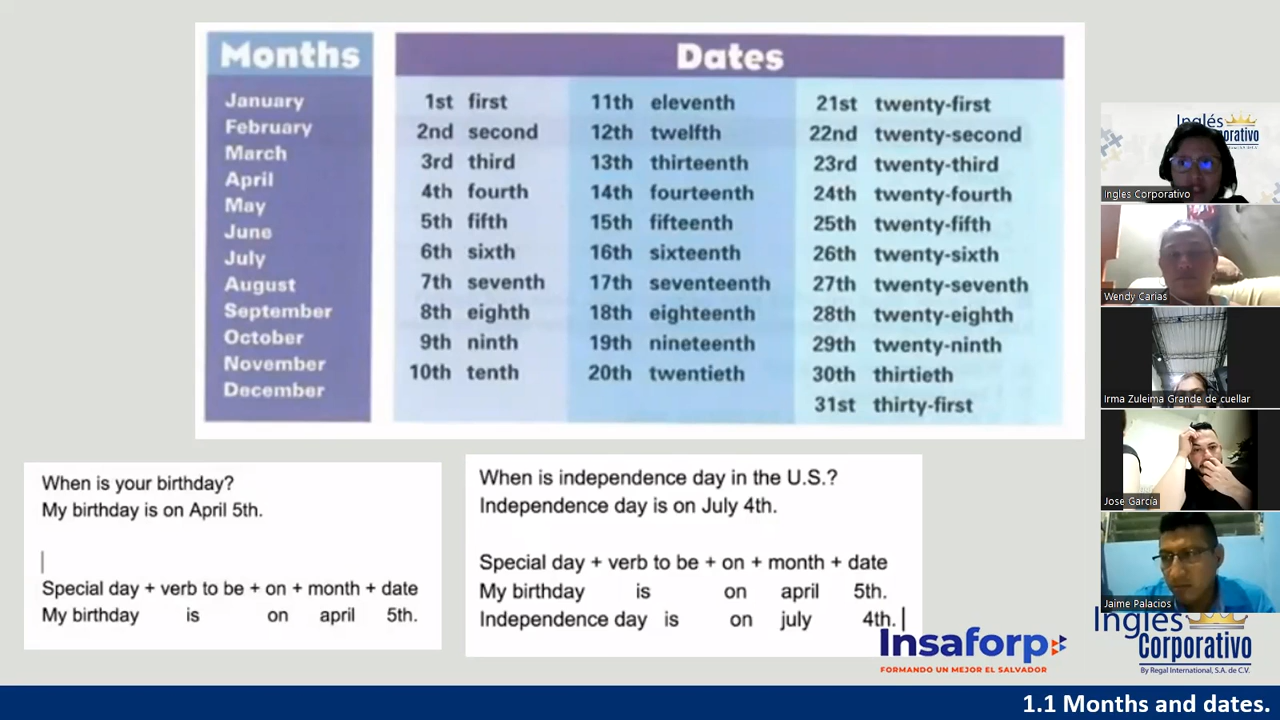 Months
January
February
March
April
May
June
July
August
September
October
November
December
Dates
1st first
2nd second
3rd third
4th fourth
5th fifth
6th sixth
7th seventh
8th eighth
9th ninth
10th tenth
11th eleventh
12th twelfth
13th thirteenth
14th fourteenth
15th fifteenth
16th sixteenth
17th seventeenth
18th eighteenth
19th nineteenth
20th twentieth
21st twenty-first
22nd twenty-second
23rd twenty-third
24th twenty-fourth
25th twenty-fifth
26th twenty-sixth
27th twenty-seventh
28th twenty-eighth
29th twenty-ninth
30th thirtieth
31st thirty-first
When is your birthday?
My birthday is on April 5th.
Special day + verb to be + on + month + date
My birthday is on april 5th.
When is independence day in the U.S.?
Independence day is on July 4th.
Special day + verb to be + on + month + date
My birthday is on april 5th.
Independence day is on july 4th.
Inglés
Ingles Corporativo
Wendy Carias
Irma Zuleima Grande de cuellar
Jose García
Jaime Palacios
Insaforp
FORMANDO UN MEJOR EL SALVADOR
Inglés
Corporativo
By Regal International, S.A. de C.V.
1.1 Months and dates.